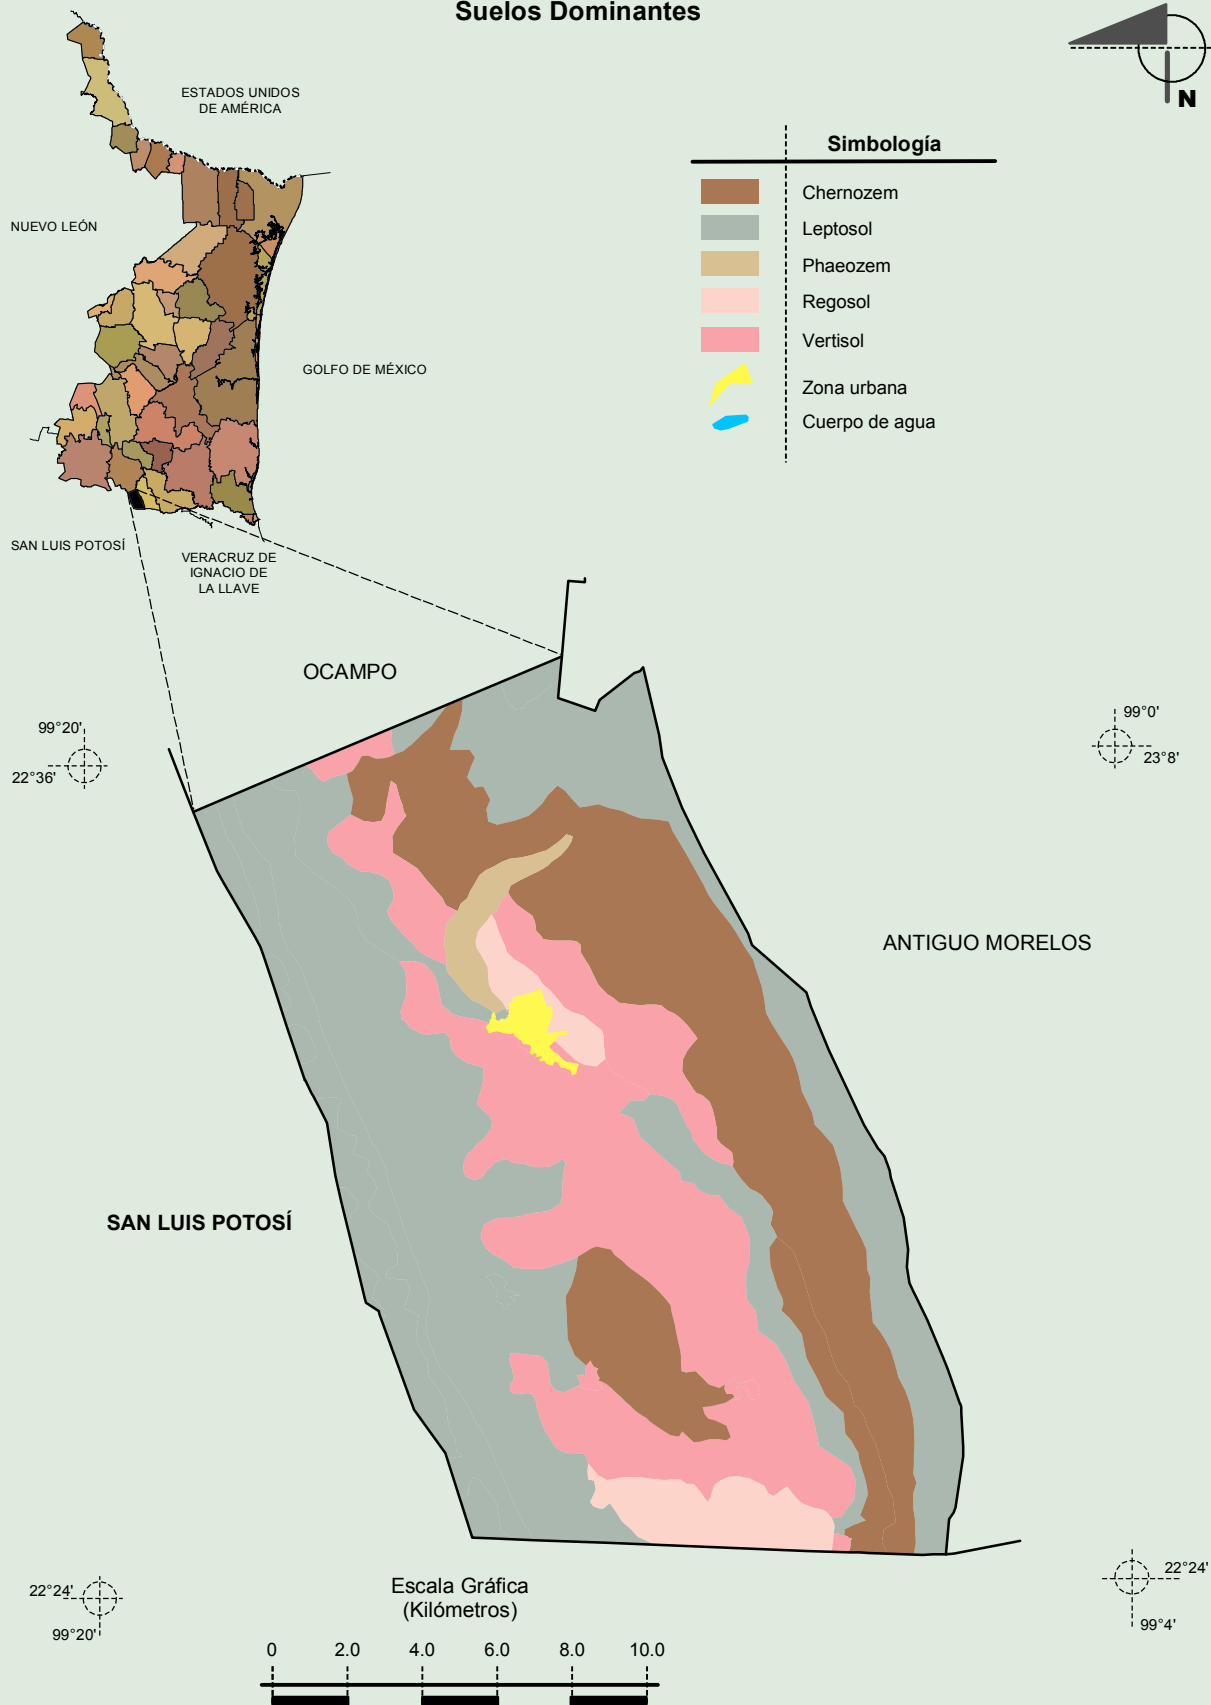 Suelos Dominantes
N
ESTADOS UNIDOS
DE AMÉRICA
NUEVO LEÓN
GOLFO DE MÉXICO
SAN LUIS POTOSÍ
VERACRUZ DE
IGNACIO DE
LA LLAVE
Simbología
Chernozem
Leptosol
Phaeozem
Regosol
Vertisol
Zona urbana
Cuerpo de agua
OCAMPO
99°20'
22°36'
99°0'
23°8'
ANTIGUO MORELOS
SAN LUIS POTOSÍ
22°24'
99°20'
22°24'
99°4'
Escala Gráfica
(Kilómetros)
0 2.0 4.0 6.0 8.0 10.0